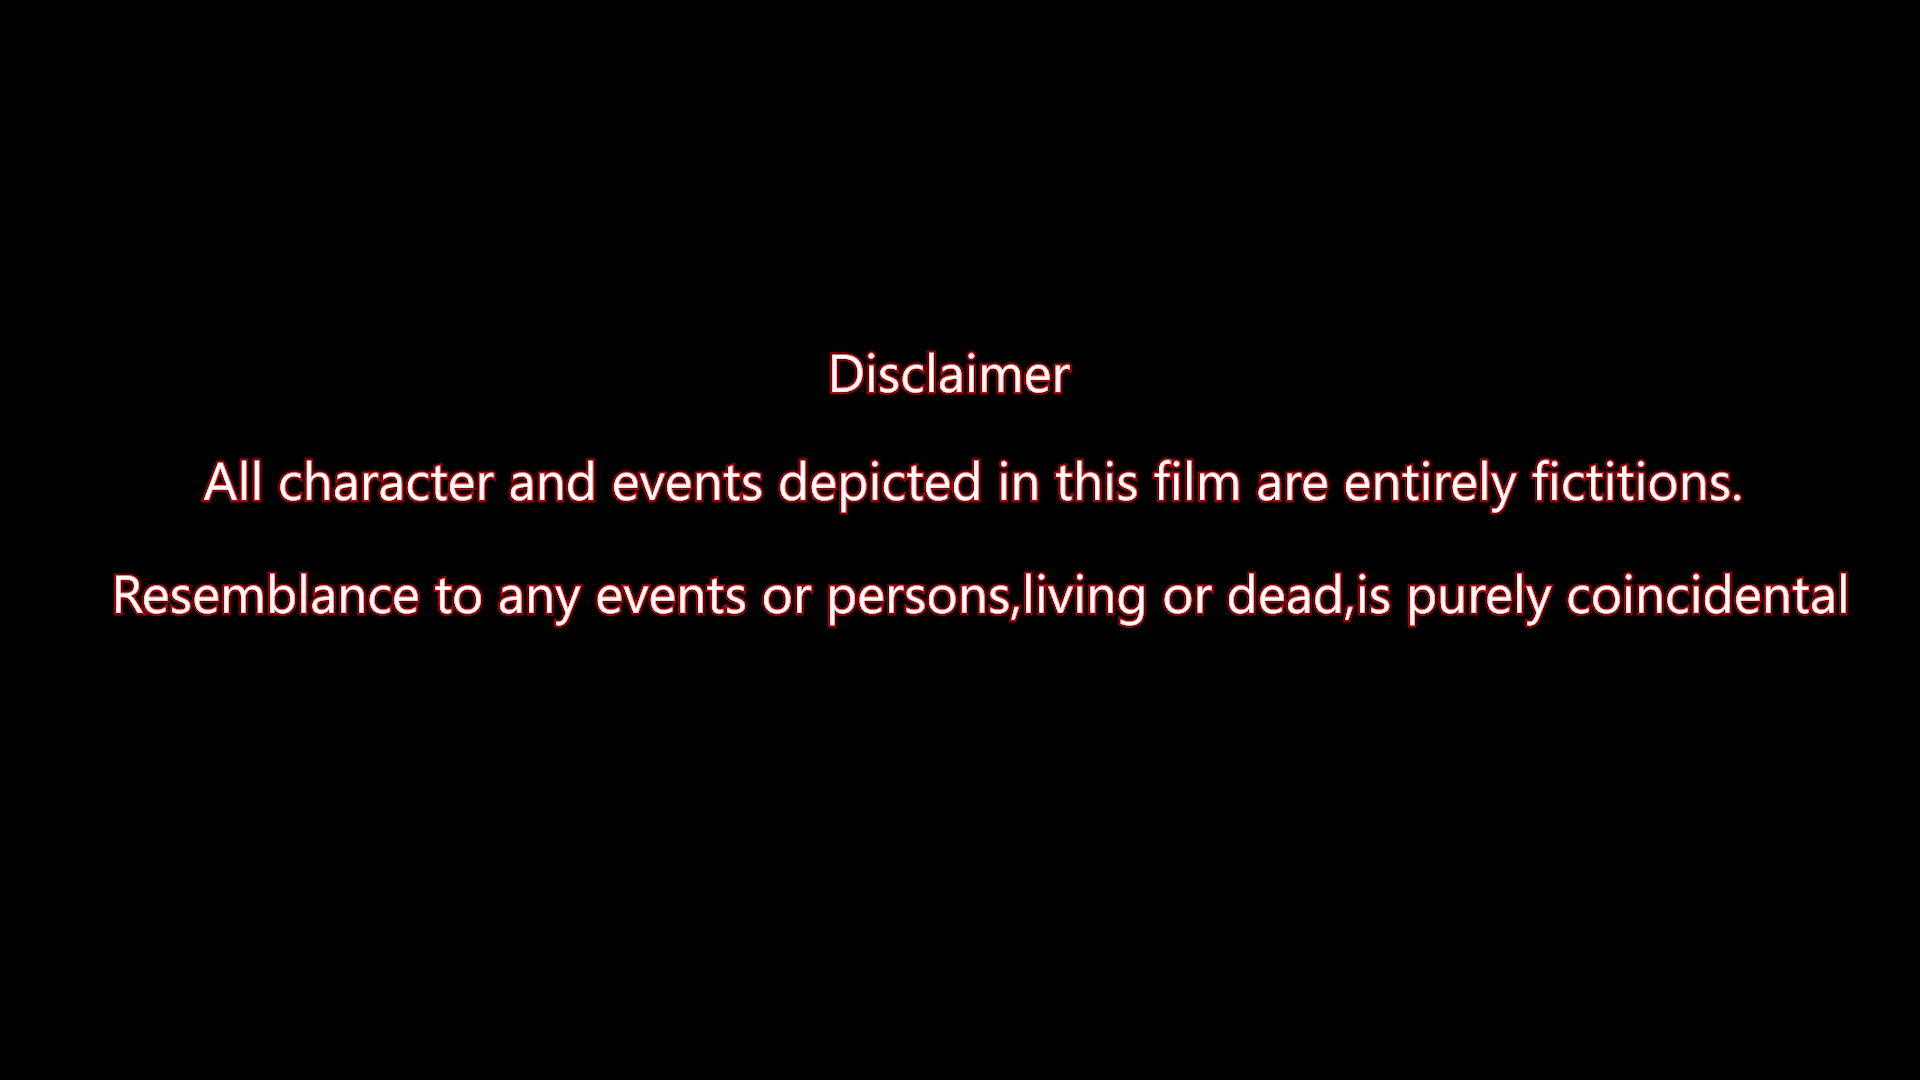 Disclaimer
All character and events depicted in this film are entirely fictitions.
Resemblance to any events or persons,living or dead,is purely coincidental